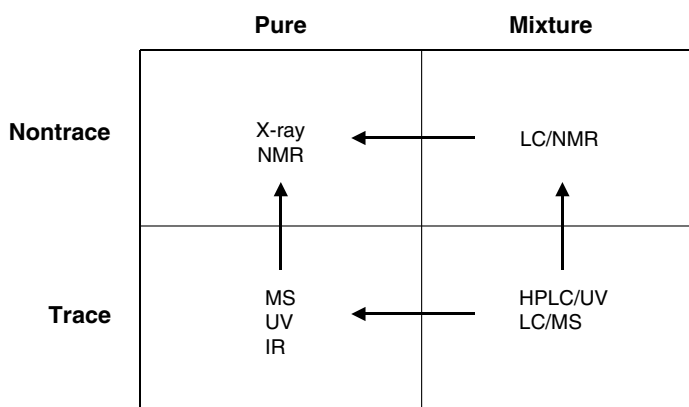 Pure Mixture
Nontrace
X-ray
NMR
LC/NMR
Trace
MS
UV
IR
HPLC/UV
LC/MS